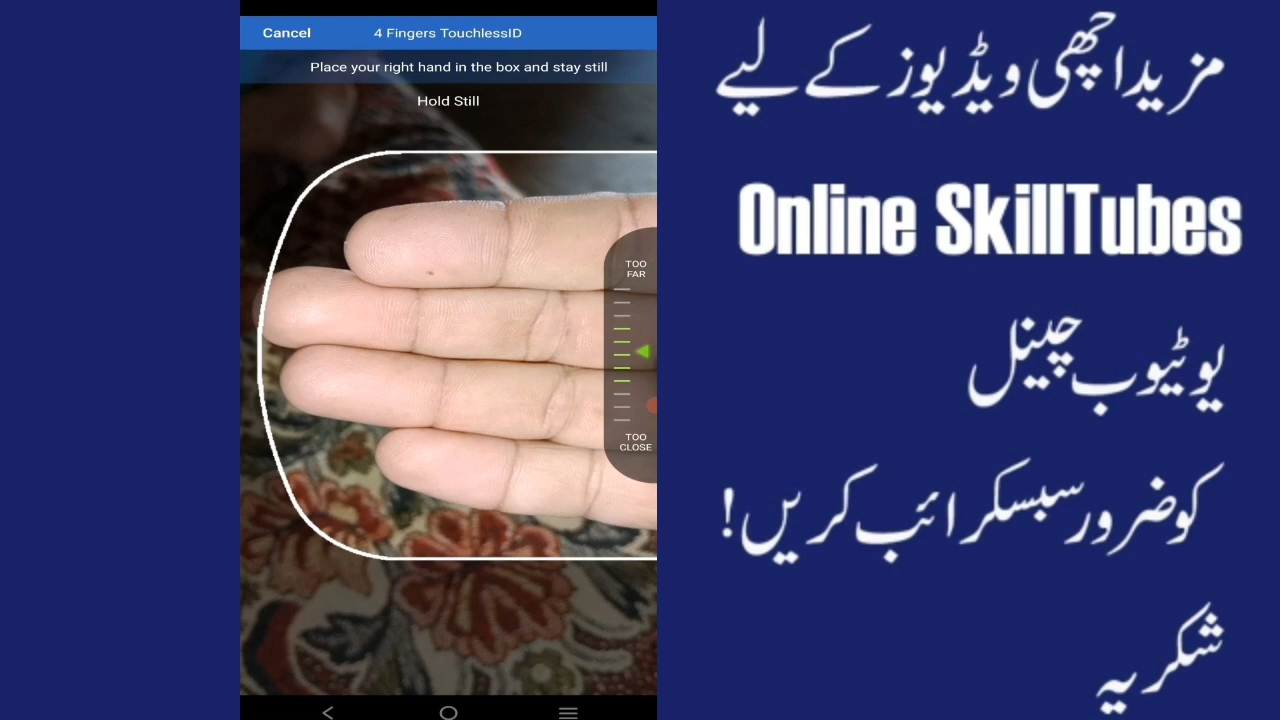 Cancel
4 Fingers TouchlessID
Place your right hand in the box and stay still
Hold Still
TOO
FAR
TOO
CLOSE
مزید اچھی ویڈیوز کے لیے
Online SkillTubes
یوٹیوب چینل
کو ضرور سبسکرائب کریں!
شکریہ